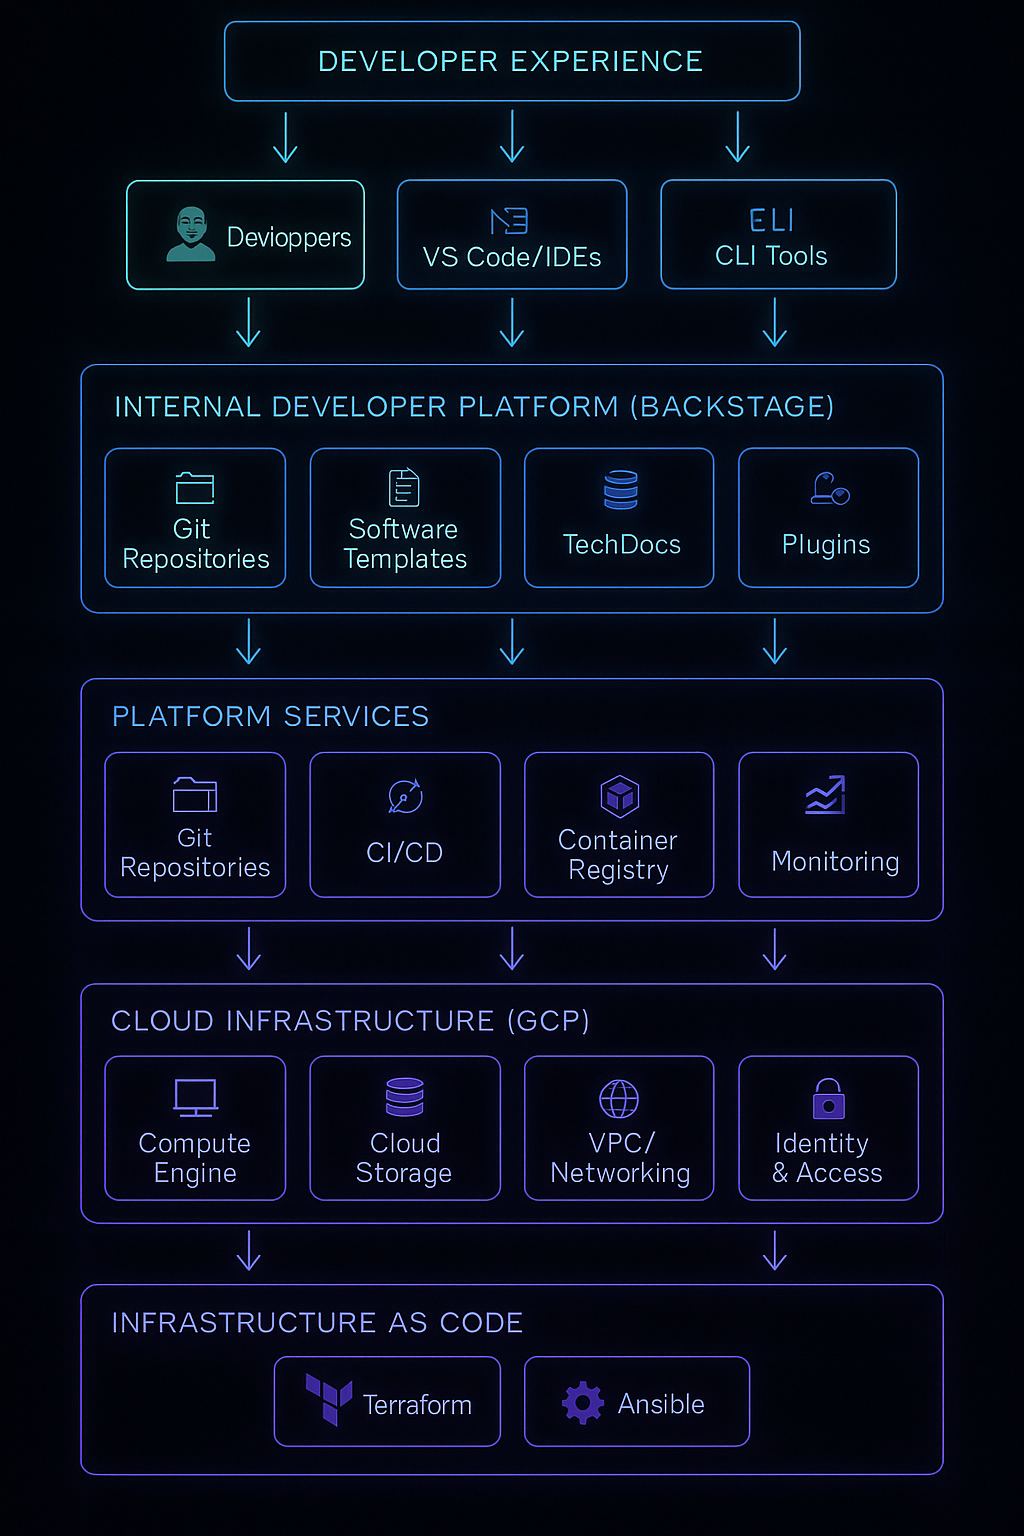 DEVELOPER EXPERIENCE
Devioppers
VS Code/IDEs
ELI
CLI Tools
INTERNAL DEVELOPER PLATFORM (BACKSTAGE)
Git
Repositories
Software
Templates
TechDocs
Plugins
PLATFORM SERVICES
Git
Repositories
CI/CD
Container
Registry
Monitoring
CLOUD INFRASTRUCTURE (GCP)
Compute
Engine
Cloud
Storage
VPC/
Networking
Identity
& Access
INFRASTRUCTURE AS CODE
Terraform
Ansible